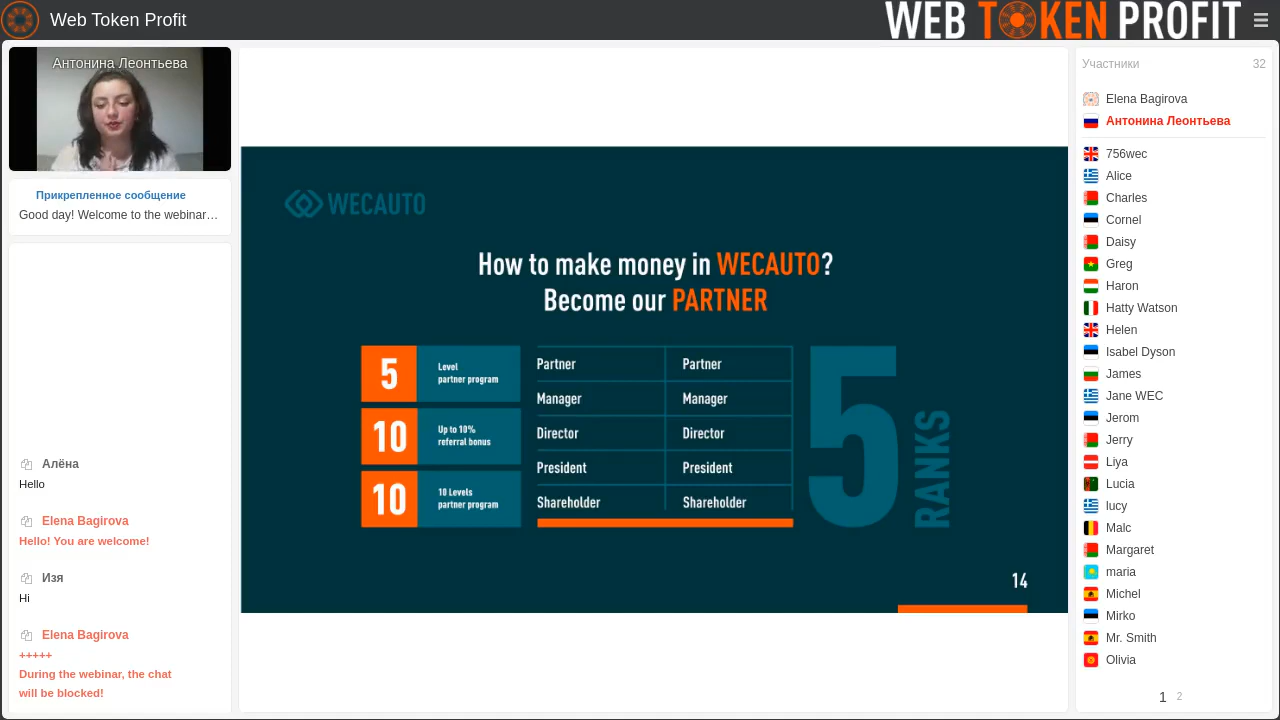 Web Token Profit
WEB TOKEN PROFIT
Антонина Леонтьева
Прикрепленное сообщение
Good day! Welcome to the webinar…
Алёна
Hello
Elena Bagirova
Hello! You are welcome!
Изя
Hi
Elena Bagirova
+++++
During the webinar, the chat
will be blocked!
WECAUTO
How to make money in WECAUTO?
Become our PARTNER
5
Level
partner program
10
Up to 10%
referral bonus
10
10 Levels
partner program
Partner Partner
Manager Manager
Director Director
President President
Shareholder Shareholder
5
RANKS
14
Участники 32
Elena Bagirova
Антонина Леонтьева
756wec
Alice
Charles
Cornel
Daisy
Greg
Haron
Hatty Watson
Helen
Isabel Dyson
James
Jane WEC
Jerom
Jerry
Liya
Lucia
lucy
Malc
Margaret
maria
Michel
Mirko
Mr. Smith
Olivia
1 2